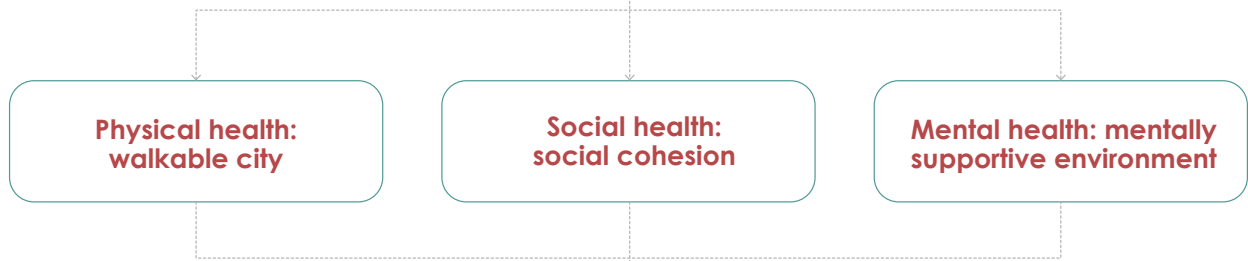 Physical health:
walkable city
Social health:
social cohesion
Mental health: mentally
supportive environment